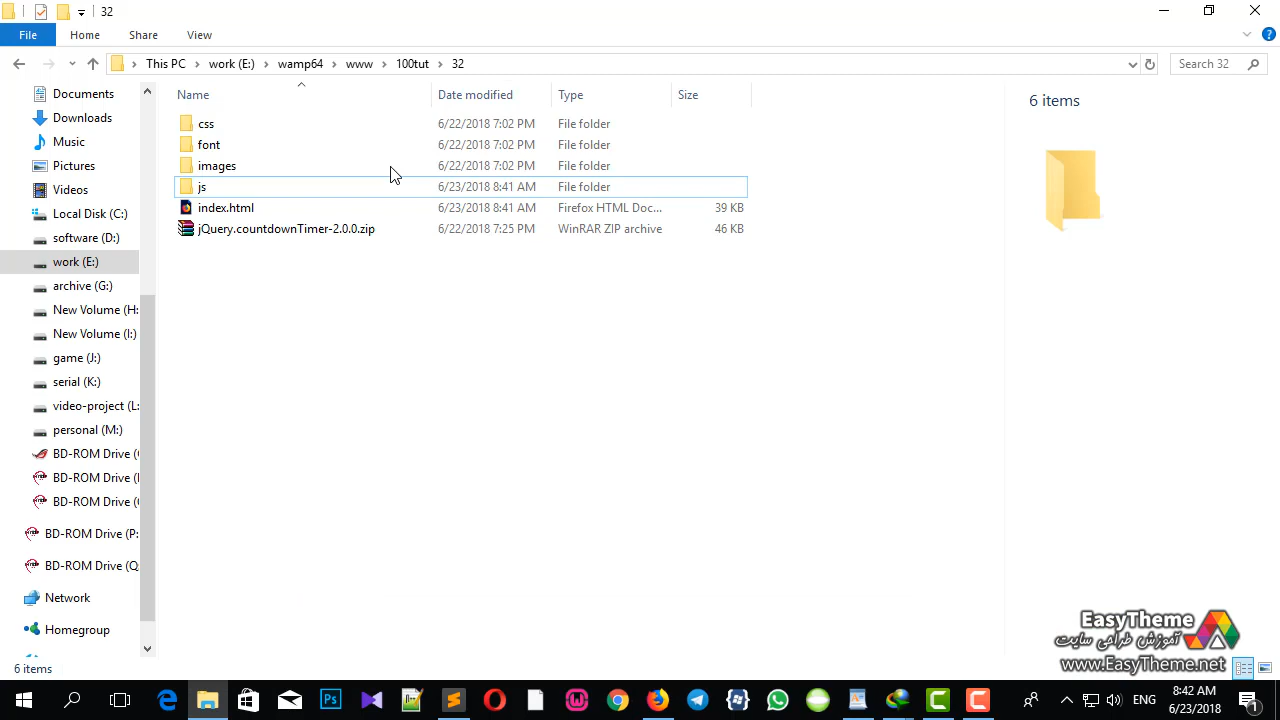 32
File
Home
Share
View
This PC
work (E:)
wamp64
www
100tut
32
Search 32
Documents
Downloads
Music
Pictures
Videos
Local Disk (C:)
software (D:)
work (E:)
archive (G:)
New Volume (H:
New Volume (I:)
game (J:)
serial (K:)
video-project (L:
personal (M:)
BD-ROM Drive (
BD-ROM Drive (
BD-ROM Drive (
BD-ROM Drive (P:
BD-ROM Drive (Q:
Network
Homegroup
Name Date modified Type Size
css 6/22/2018 7:02 PM File folder
font 6/22/2018 7:02 PM File folder
images 6/22/2018 7:02 PM File folder
js 6/23/2018 8:41 AM File folder
index.html 6/23/2018 8:41 AM Firefox HTML Doc... 39 KB
jQuery.countdownTimer-2.0.0.zip 6/22/2018 7:25 PM WinRAR ZIP archive 46 KB
6 items
6 items
EasyTheme
آموزش طراحی سایت
www.EasyTheme.net
Ps
ENG
8:42 AM
6/23/2018
1